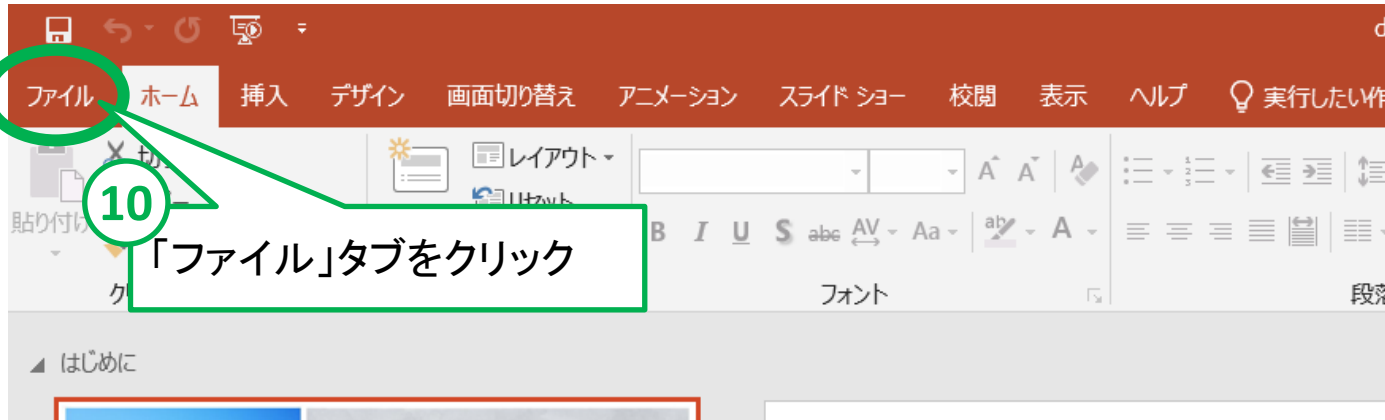 ファイル ホーム 挿入 デザイン 画面切り替え アニメーション スライド ショー 校閲 表示 ヘルプ 実行したい作
レイアウト
リセット
貼り付け
B I U S abc AV Aa ab A
10
「ファイル」タブをクリック
フォント
段落
はじめに